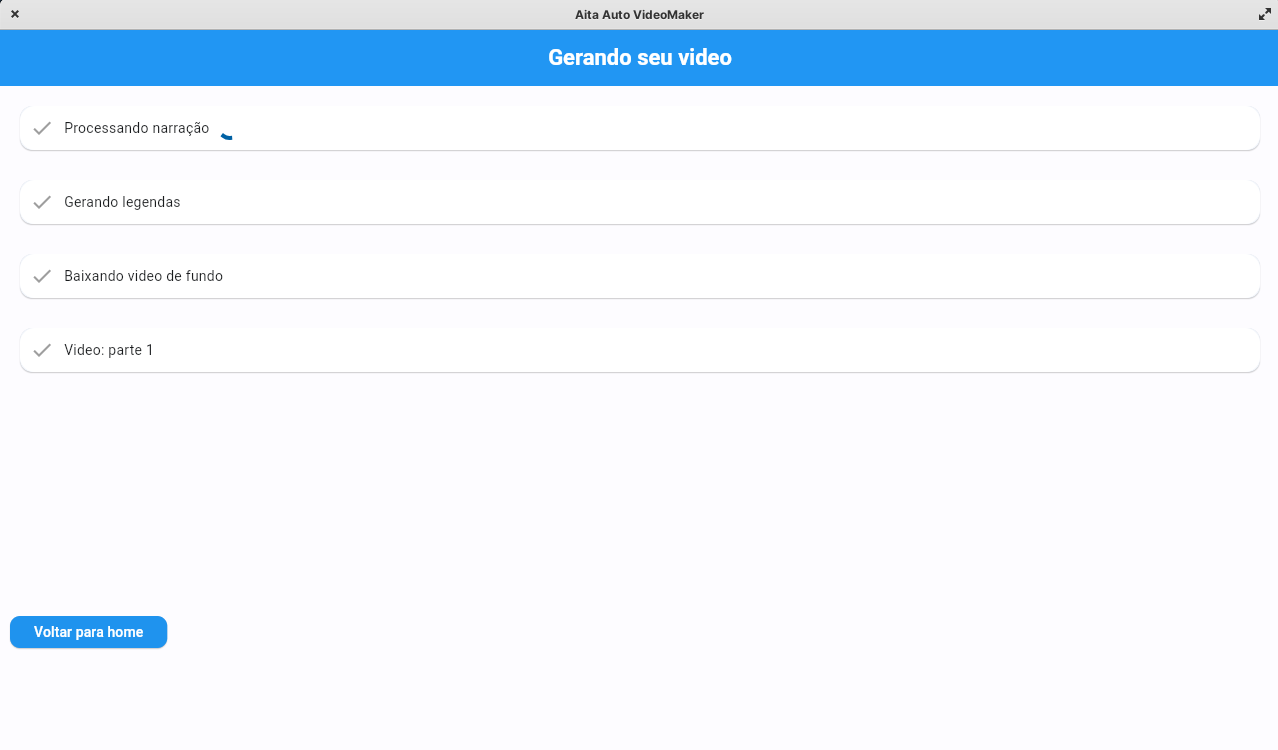 Aita Auto VideoMaker
Gerando seu video
Processando narração
Gerando legendas
Baixando video de fundo
Video: parte 1
Voltar para home